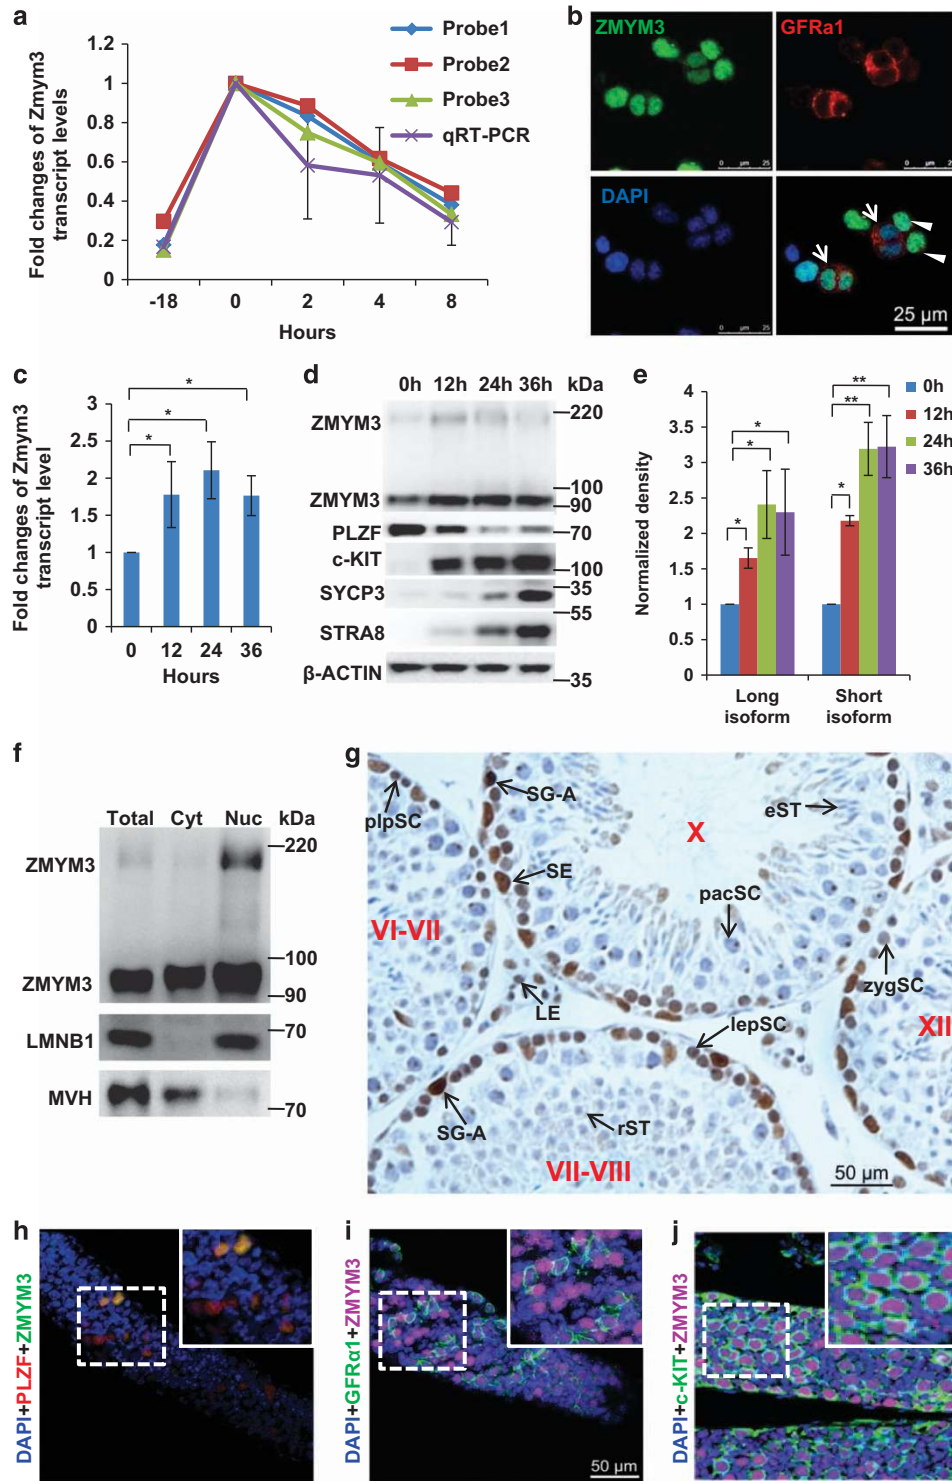 a
Fold changes of Zmym3
transcript levels
1.2
1
0.8
0.6
0.4
0.2
0
-18
0
2
4
8
Hours
Probe1
Probe2
Probe3
qRT-PCR
b
ZMYM3
GFRa1
DAPI
0
25
0
25
0
25
25 µm
c
Fold changes of Zmym3
transcript level
3
2.5
2
1.5
1
0.5
0
0
12
24
36
Hours
*
*
*
d
0h 12h 24h 36h kDa
ZMYM3
220
ZMYM3
100
90
PLZF
70
c-KIT
100
SYCP3
35
55
STRA8
β-ACTIN
35
e
Normalized density
4
3.5
3
2.5
2
1.5
1
0.5
0
*
*
*
*
**
**
0h
12h
24h
36h
Long
isoform
Short
isoform
f
Total Cyt Nuc kDa
ZMYM3
220
ZMYM3
100
90
LMNB1
70
MVH
70
g
plpSC
SG-A
eST
X
SE
pacSC
VI-VII
zygSC
LE
lepSC
XII
SG-A
rST
VII-VIII
50 µm
h
DAPI+PLZF+ZMYM3
i
DAPI+GFRα1+ZMYM3
50 µm
j
DAPI+c-KIT+ZMYM3